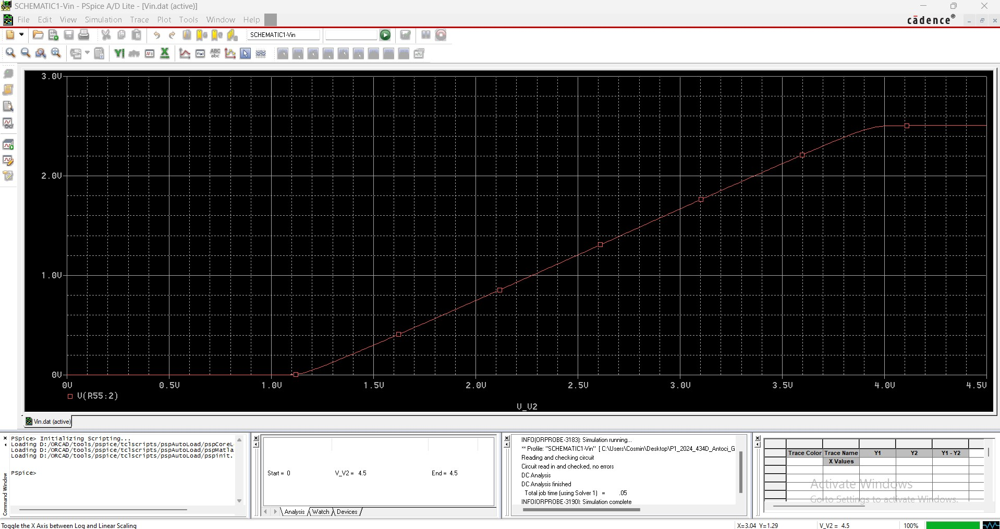 SCHEMATIC1-Vin - PSpice A/D Lite - [Vin.dat (active)]
File Edit View Simulation Trace Plot Tools Window Help
cādence®
SCHEMATIC1-Vin
ABC
abc
3.0V
2.0V
1.0V
0V
0V 0.5V 1.0V 1.5V 2.0V 2.5V 3.0V 3.5V 4.0V 4.5V
V(R55:2)
V_V2
Vin.dat (active)
Command Window
PSpice> Initializing Scripting...
Loading D:/ORCAD/tools/pspice/tclscripts/pspAutoLoad/pspCoreL
Loading D:/ORCAD/tools/pspice/tclscripts/pspAutoLoad/pspMatla
Loading D:/ORCAD/tools/pspice/tclscripts/pspAutoLoad/pspinit.
PSpice>
Start = 0 V_V2 = 4.5 End = 4.5
Analysis Watch Devices
INFO(ORPROBE-3183): Simulation running...
** Profile: "SCHEMATIC1-Vin" [ C:\Users\Cosmin\Desktop\P1_2024_434D_Antoci_G
Reading and checking circuit
Circuit read in and checked, no errors
DC Analysis
DC Analysis finished
Total job time (using Solver 1) = .05
INFO(ORPROBE-3190): Simulation complete
Trace Color Trace Name Y1 Y2 Y1 - Y2
X Values
Activate Windows
Go to Settings to activate Windows.
Toggle the X Axis between Log and Linear Scaling
X=3.04 Y=1.29 V_V2 = 4.5 100%